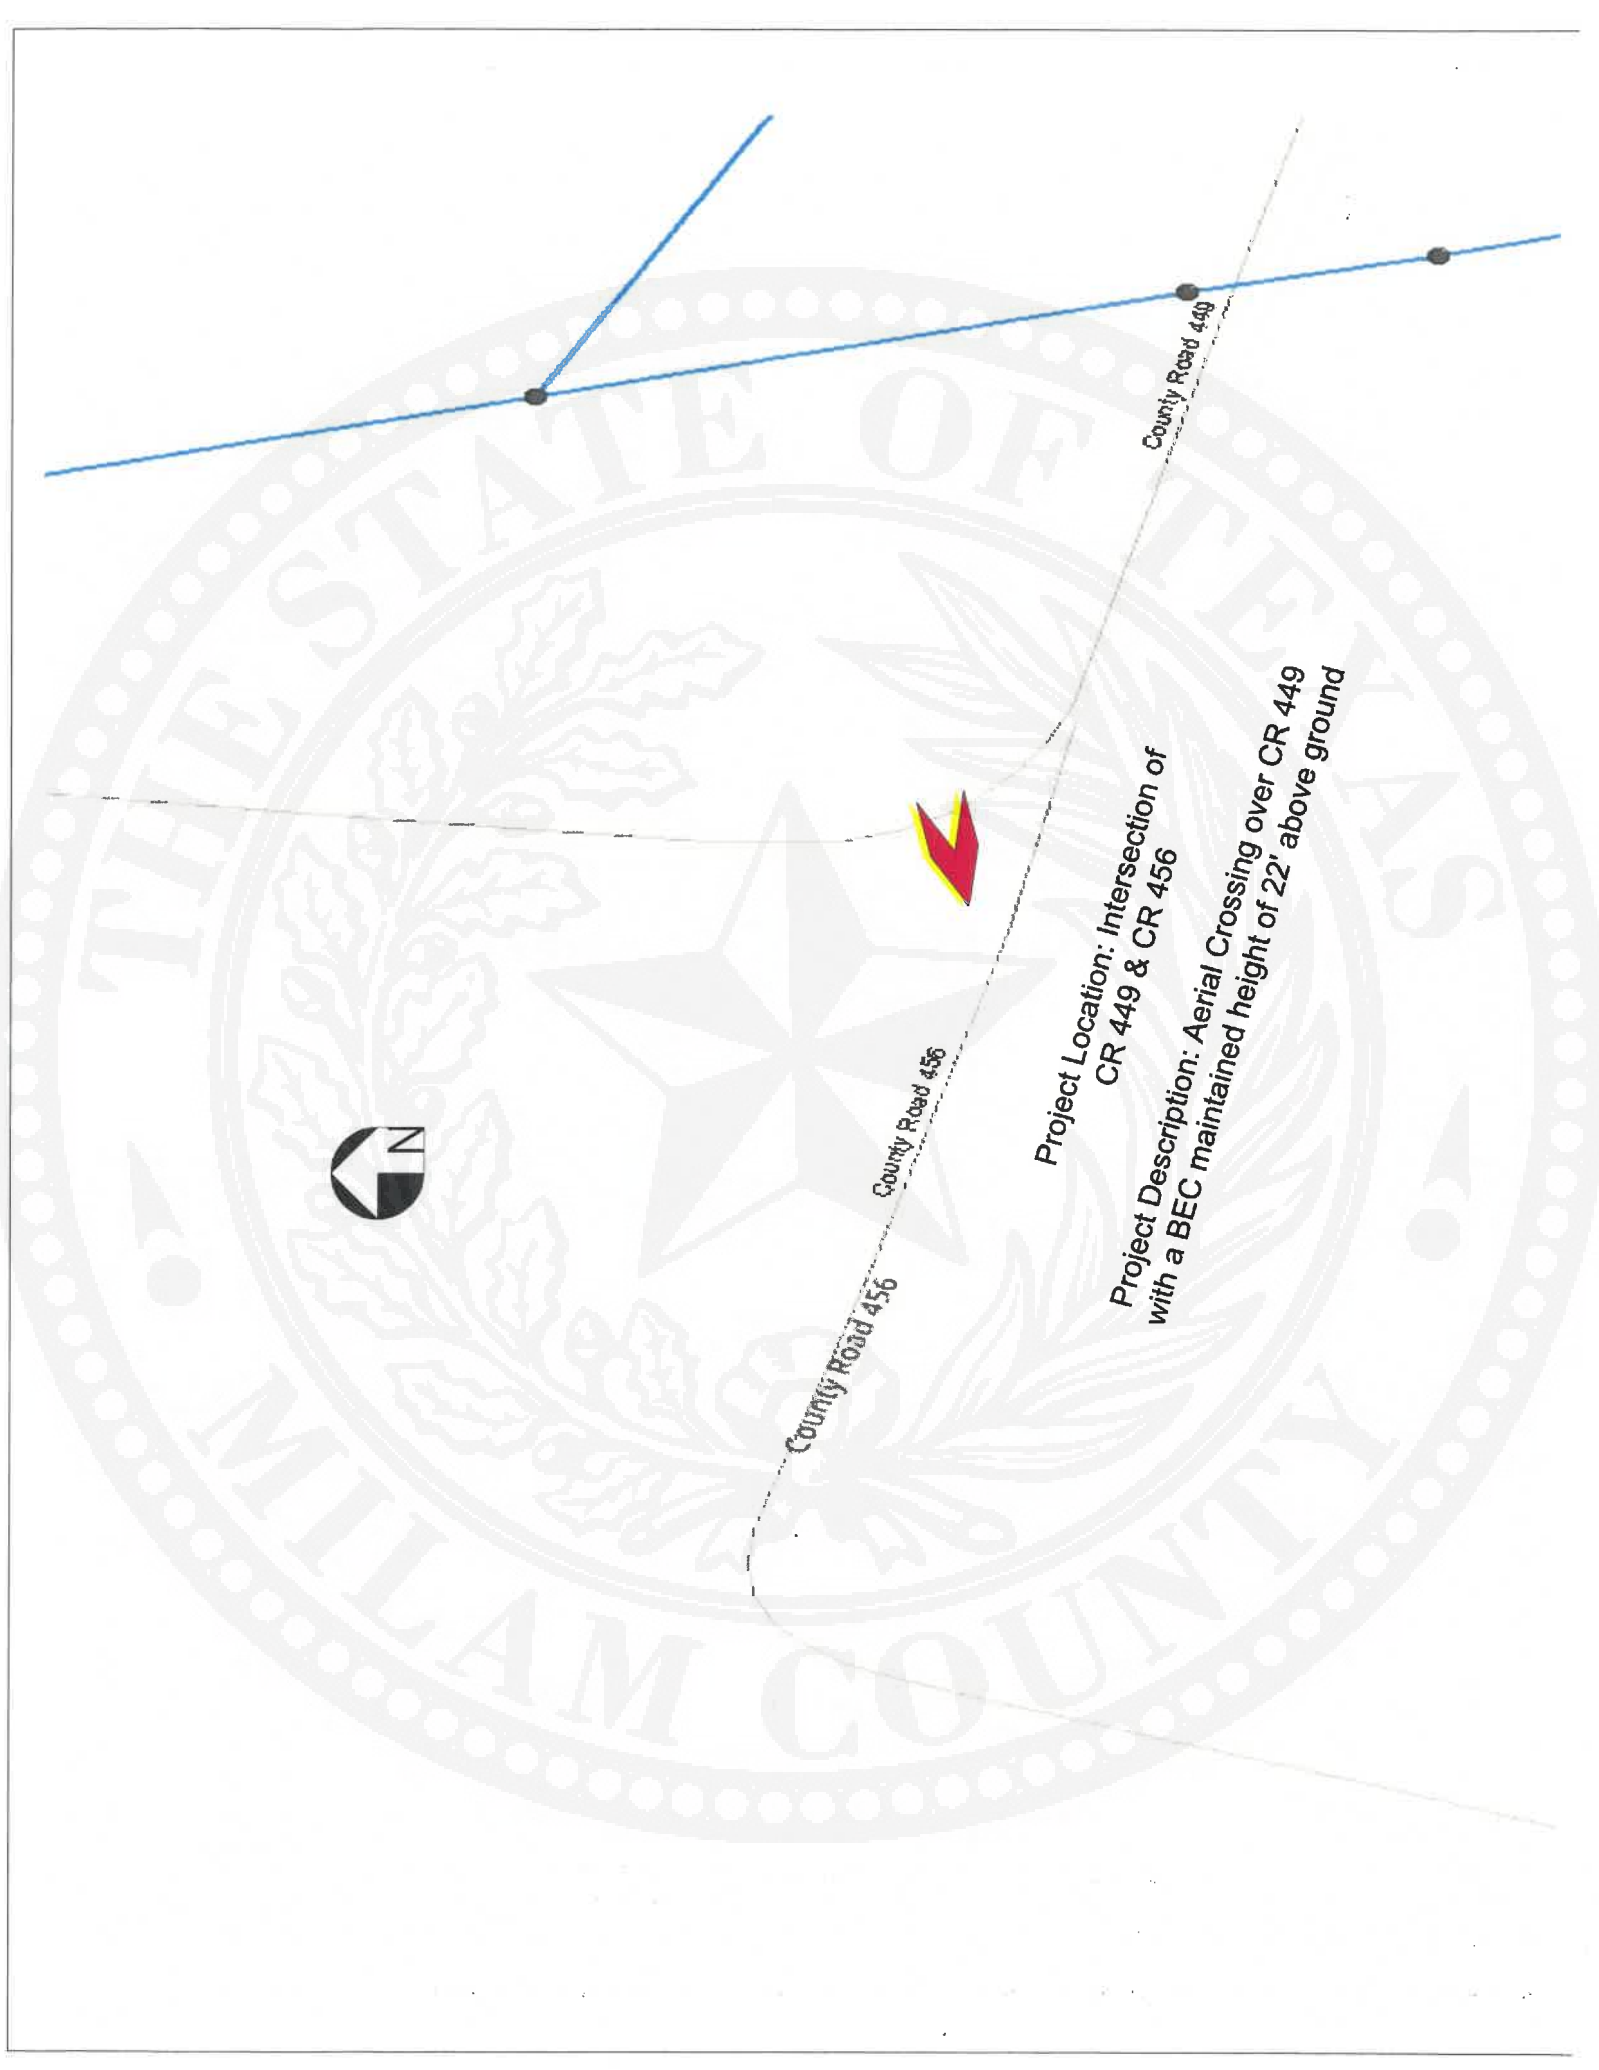 THE STATE OF TEXAS
MILAM COUNTY
County Road 449
County Road 456
County Road 456
N
Project Location: Intersection of
CR 449 & CR 456
Project Description: Aerial Crossing over CR 449
with a BEC maintained height of 22' above ground